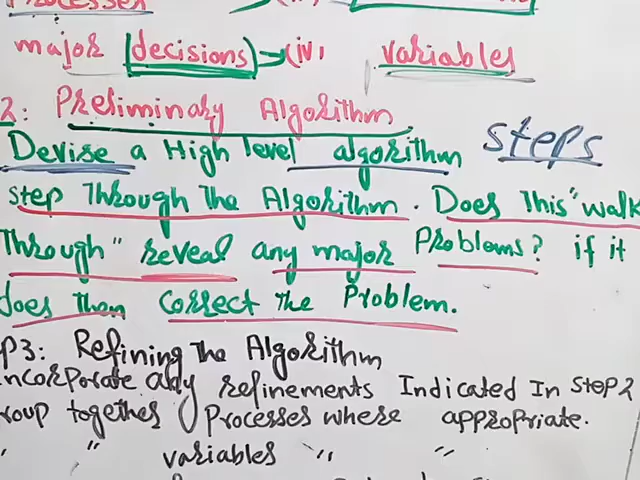 Processes
major decisions → (iv) variables
2: Preliminary Algorithm
steps
Devise a High level algorithm
step Through The Algorithm. Does This "walk
Through" reveal any major Problems? if it
does then correct The Problem.
P3: Refining The Algorithm
ncorporate any refinements Indicated In step 2
roup together Processes where appropriate.
" " variables " "